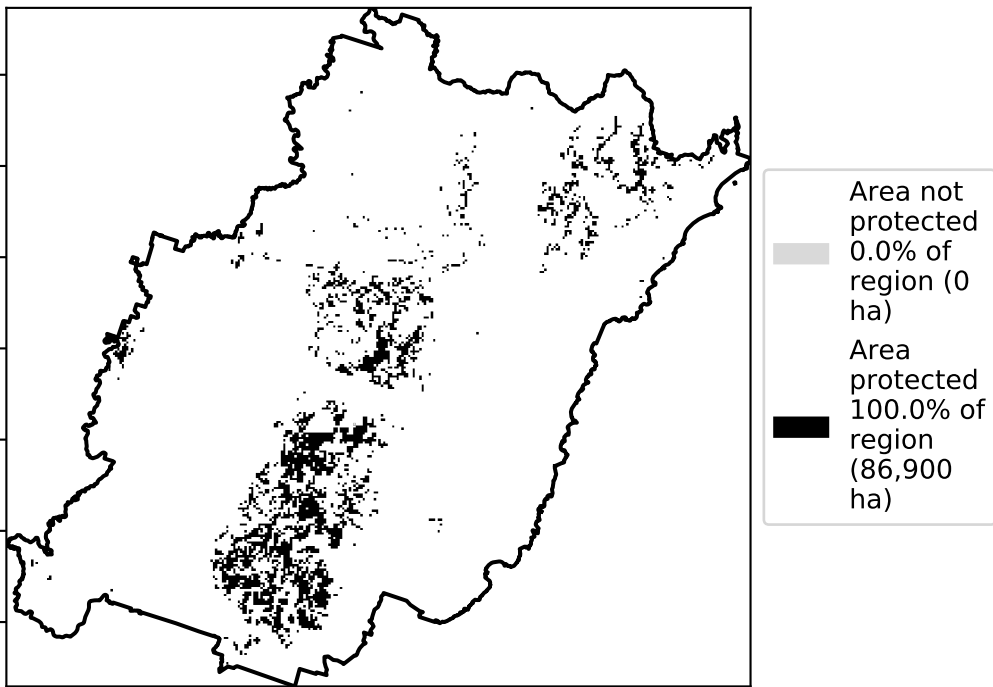 Area not
protected
0.0% of
region (0
ha)
Area
protected
100.0% of
region
(86,900
ha)